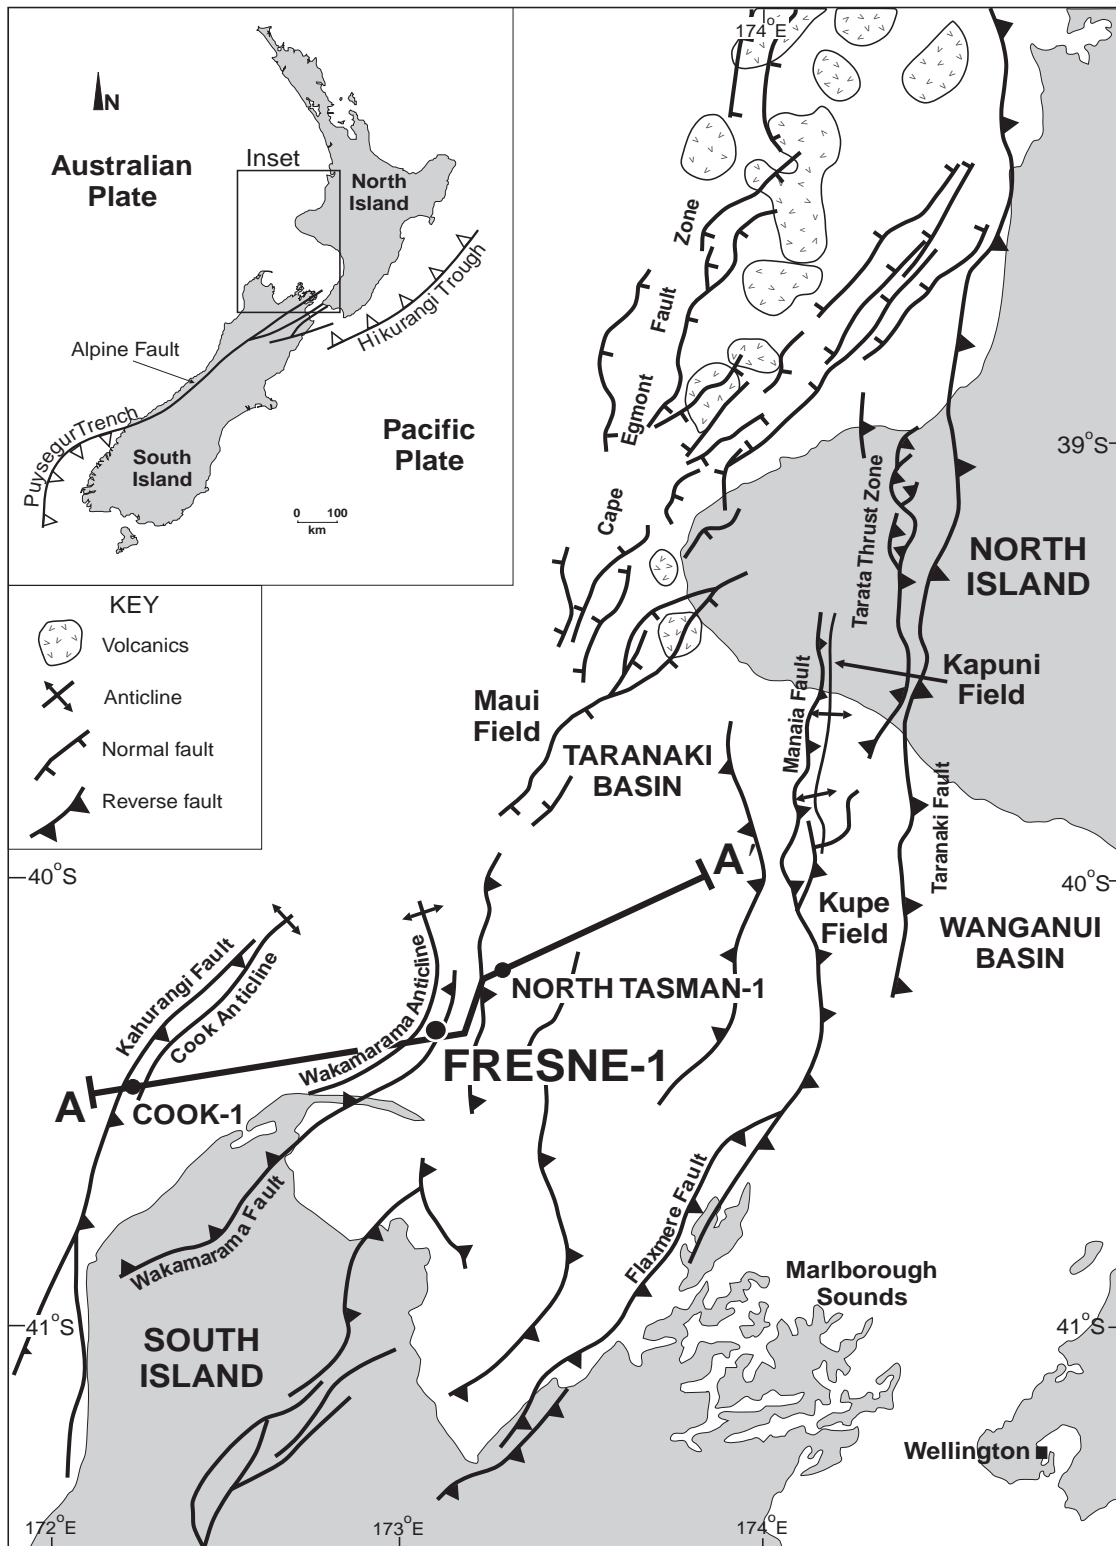 174°E
N
Inset
Australian
Plate
North
Island
Hikurangi Trough
Alpine Fault
Puysegur Trench
Pacific
Plate
South
Island
0 100
km
KEY
Volcanics
Anticline
Normal fault
Reverse fault
Cape Egmont Fault Zone
39°S
Tarata Thrust Zone
NORTH
ISLAND
Kapuni
Field
Manaia Fault
Maui
Field
TARANAKI
BASIN
Taranaki Fault
40°S
A'
40°S
Kupe
Field
WANGANUI
BASIN
Kahurangi Fault
Cook Anticline
Wakamarama Anticline
NORTH TASMAN-1
FRESNE-1
A
COOK-1
Wakamarama Fault
Flaxmere Fault
Marlborough
Sounds
41°S
41°S
SOUTH
ISLAND
Wellington
172°E
173°E
174°E